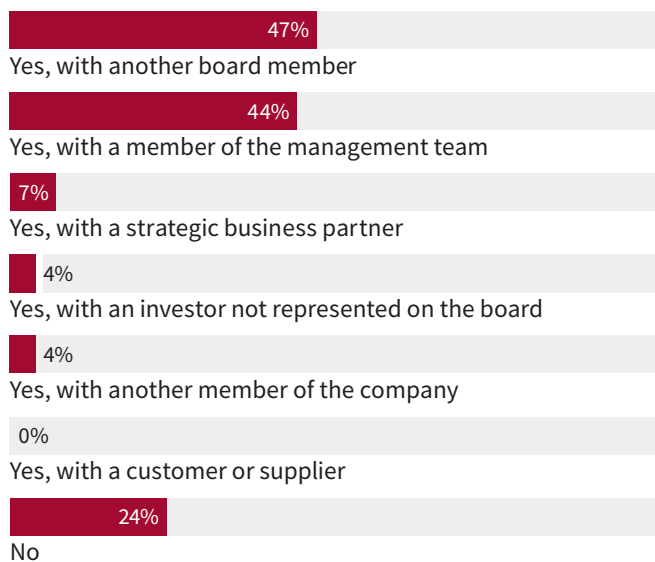 47%
Yes, with another board member
44%
Yes, with a member of the management team
7%
Yes, with a strategic business partner
4%
Yes, with an investor not represented on the board
4%
Yes, with another member of the company
0%
Yes, with a customer or supplier
24%
No